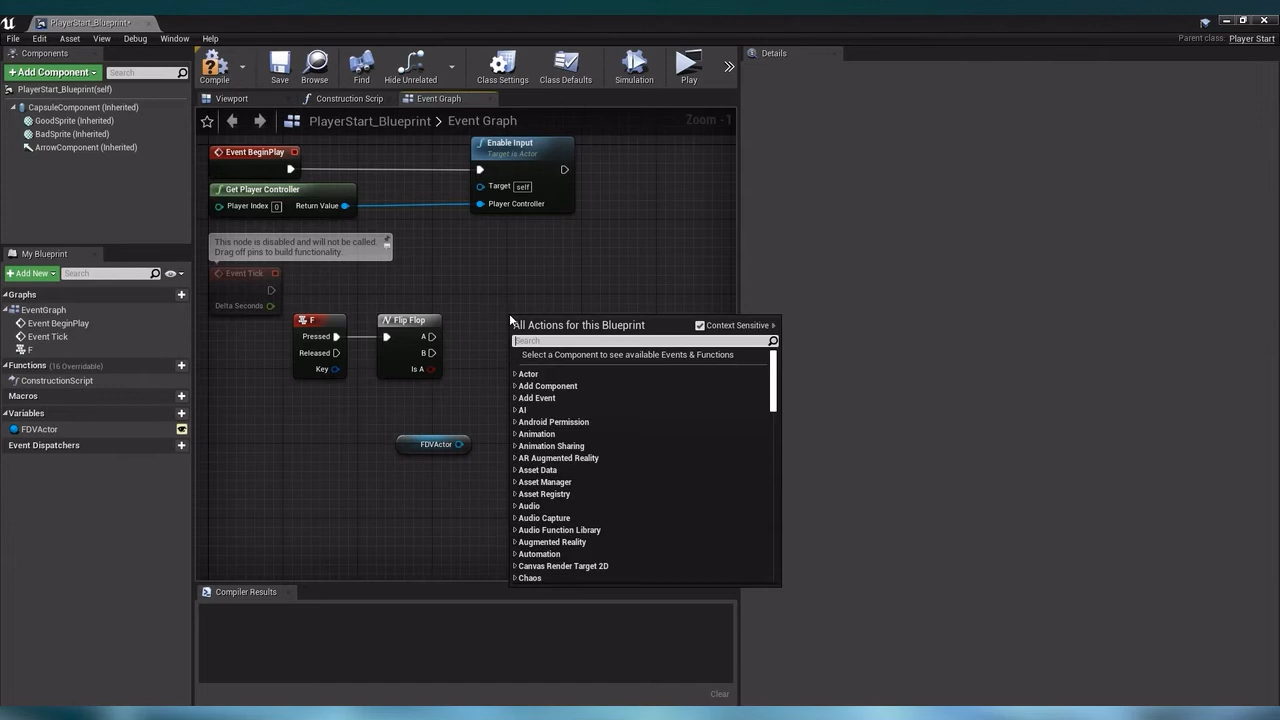 PlayerStart_Blueprint*
File Edit Asset View Debug Window Help
Parent class: Player Start
Components
+Add Component
Search
PlayerStart_Blueprint(self)
CapsuleComponent (Inherited)
GoodSprite (Inherited)
BadSprite (Inherited)
ArrowComponent (Inherited)
My Blueprint
+Add New
Search
Graphs
EventGraph
Event BeginPlay
Event Tick
F
Functions (16 Overridable)
ConstructionScript
Macros
Variables
FDVActor
Event Dispatchers
Compile Save Browse Find Hide Unrelated Class Settings Class Defaults Simulation Play
Viewport Construction Scrip Event Graph
PlayerStart_Blueprint > Event Graph
Zoom -1
Event BeginPlay
Enable Input
Target is Actor
Target self
Player Controller
Get Player Controller
Player Index 0 Return Value
This node is disabled and will not be called.
Drag off pins to build functionality.
Event Tick
Delta Seconds
F
Pressed
Released
Key
Flip Flop
A
B
Is A
FDVActor
All Actions for this Blueprint
Context Sensitive
Search
Select a Component to see available Events & Functions
Actor
Add Component
Add Event
AI
Android Permission
Animation
Animation Sharing
AR Augmented Reality
Asset Data
Asset Manager
Asset Registry
Audio
Audio Capture
Audio Function Library
Augmented Reality
Automation
Canvas Render Target 2D
Chaos
Compiler Results
Clear
Details